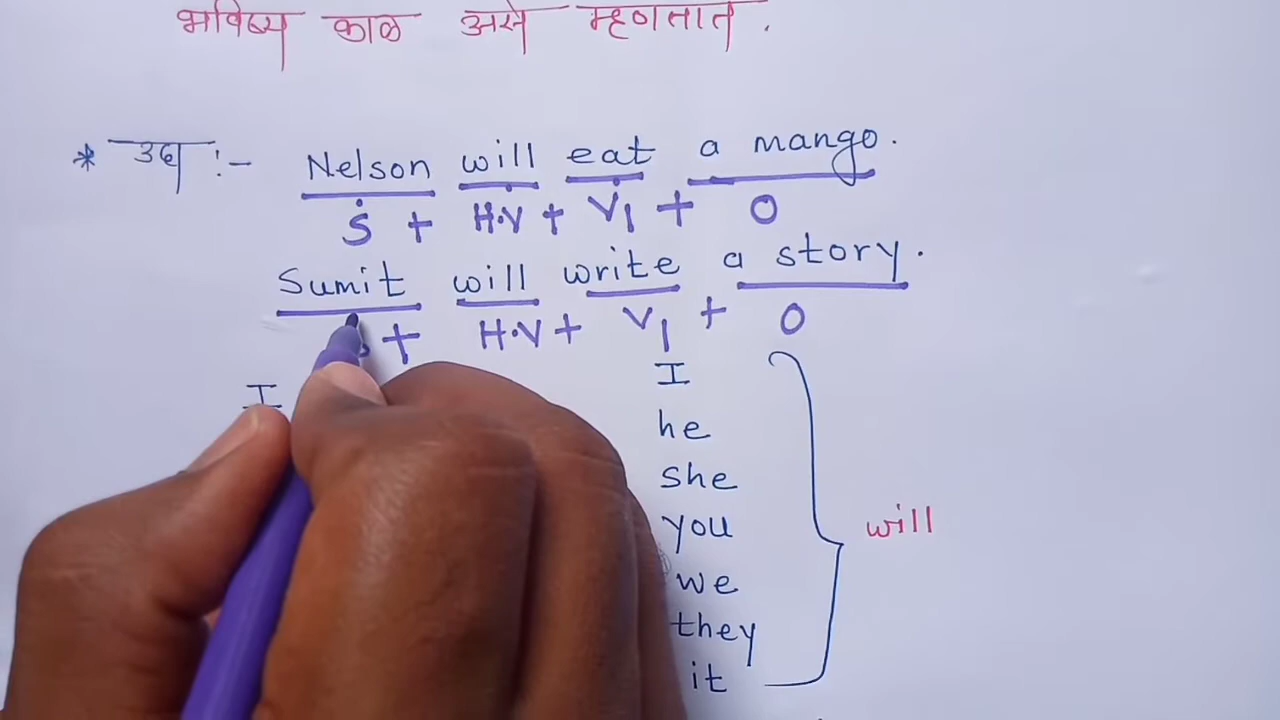 भविष्य काळ असे म्हणतात.
* उदा :- Nelson will eat a mango.
S + H.V + V1 + O
Sumit will write a story.
+ H.V + V1 + O
I
I
he
she
you
will
we
they
it